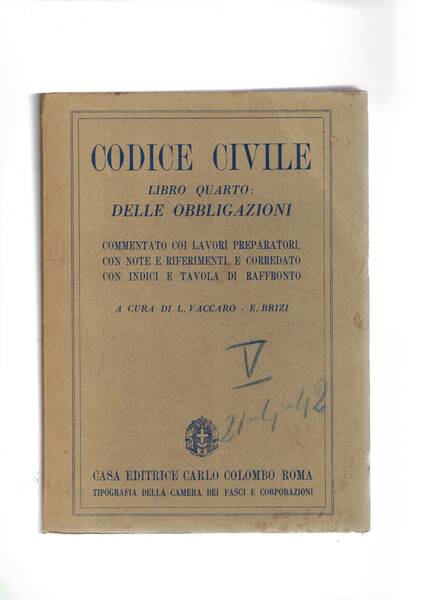 CODICE CIVILE
LIBRO QUARTO:
DELLE OBBLIGAZIONI
COMMENTATO COI LAVORI PREPARATORI,
CON NOTE E RIFERIMENTI, E CORREDATO
CON INDICI E TAVOLA DI RAFFRONTO
A CURA DI L. VACCARO - E. BRIZI
V
21-4-42
CASA EDITRICE CARLO COLOMBO ROMA
TIPOGRAFIA DELLA CAMERA DEI FASCI E CORPORAZIONI